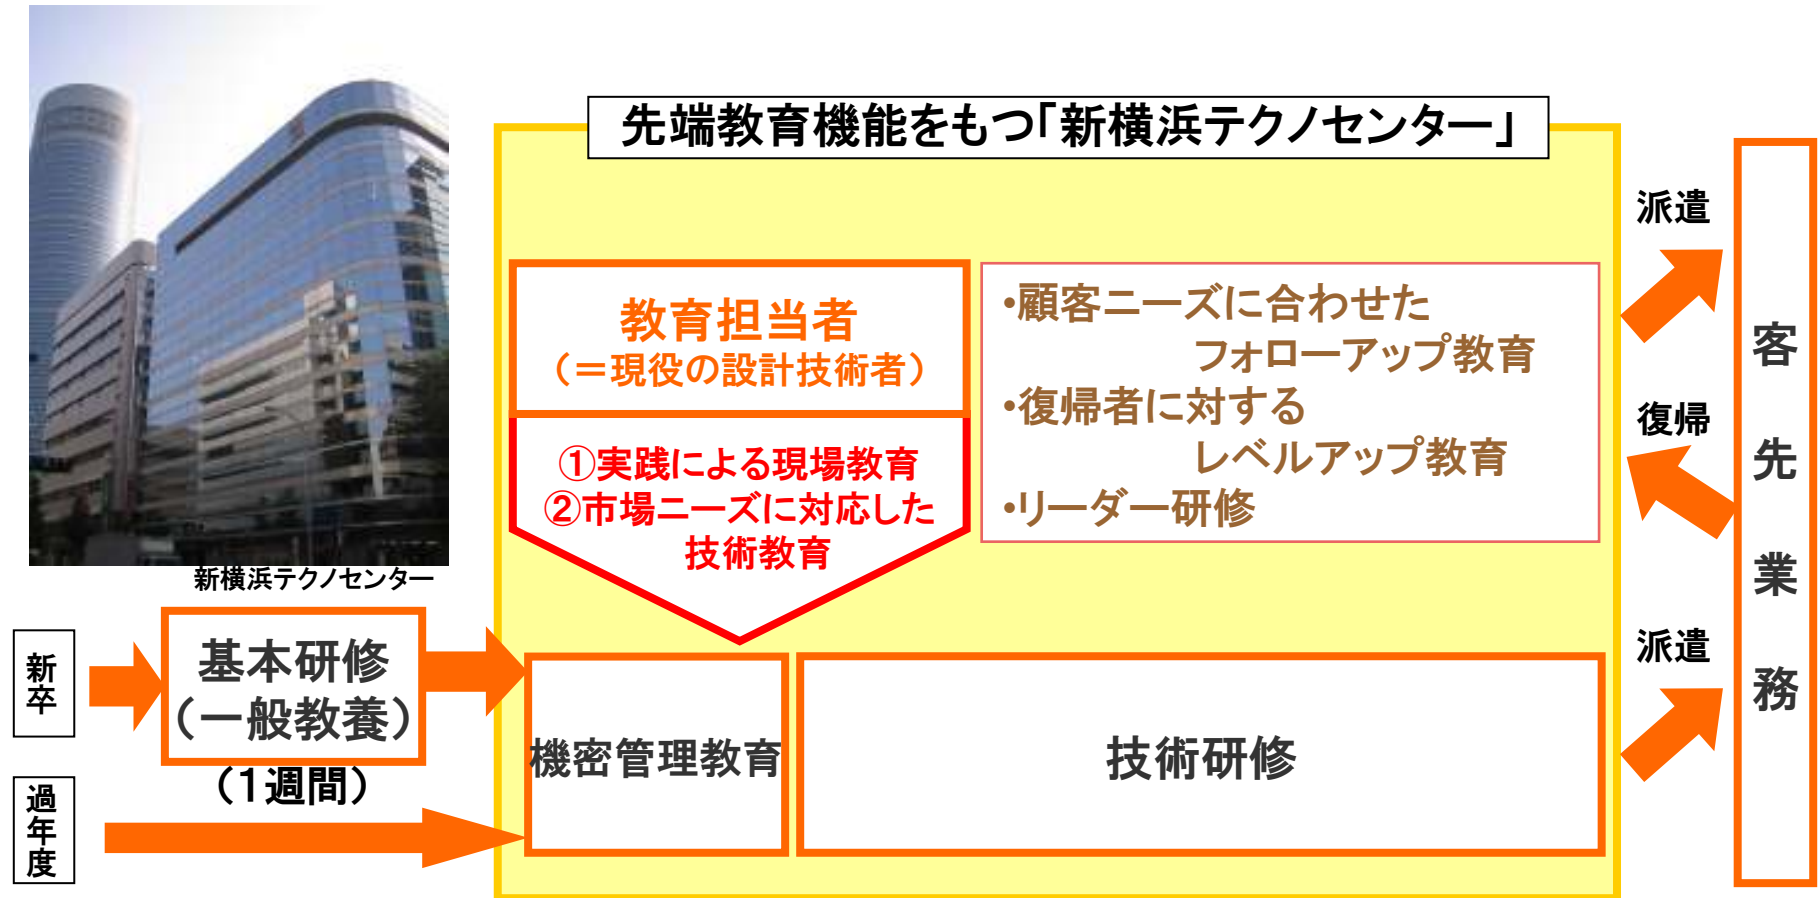 先端教育機能をもつ「新横浜テクノセンター」
教育担当者
（＝現役の設計技術者）
①実践による現場教育
②市場ニーズに対応した
技術教育
・顧客ニーズに合わせた
フォローアップ教育
・復帰者に対する
レベルアップ教育
・リーダー研修
派遣
復帰
派遣
客先業務
新横浜テクノセンター
新卒
基本研修
（一般教養）
（1週間）
過年度
機密管理教育
技術研修